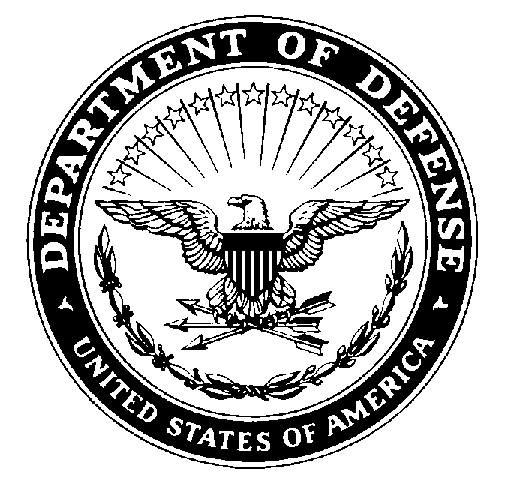 DEPARTMENT OF DEFENSE
UNITED STATES OF AMERICA